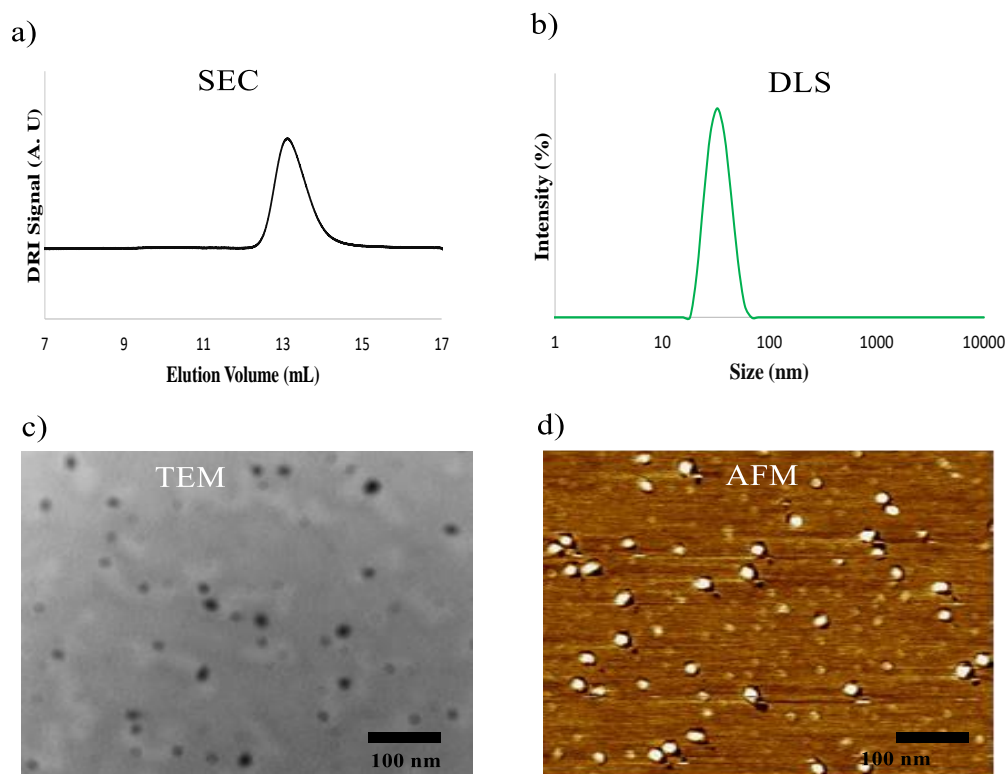 a)
SEC
DRI Signal (A. U)
7 9 11 13 15 17
Elution Volume (mL)
b)
DLS
Intensity (%)
1 10 100 1000 10000
Size (nm)
c)
TEM
100 nm
d)
AFM
100 nm